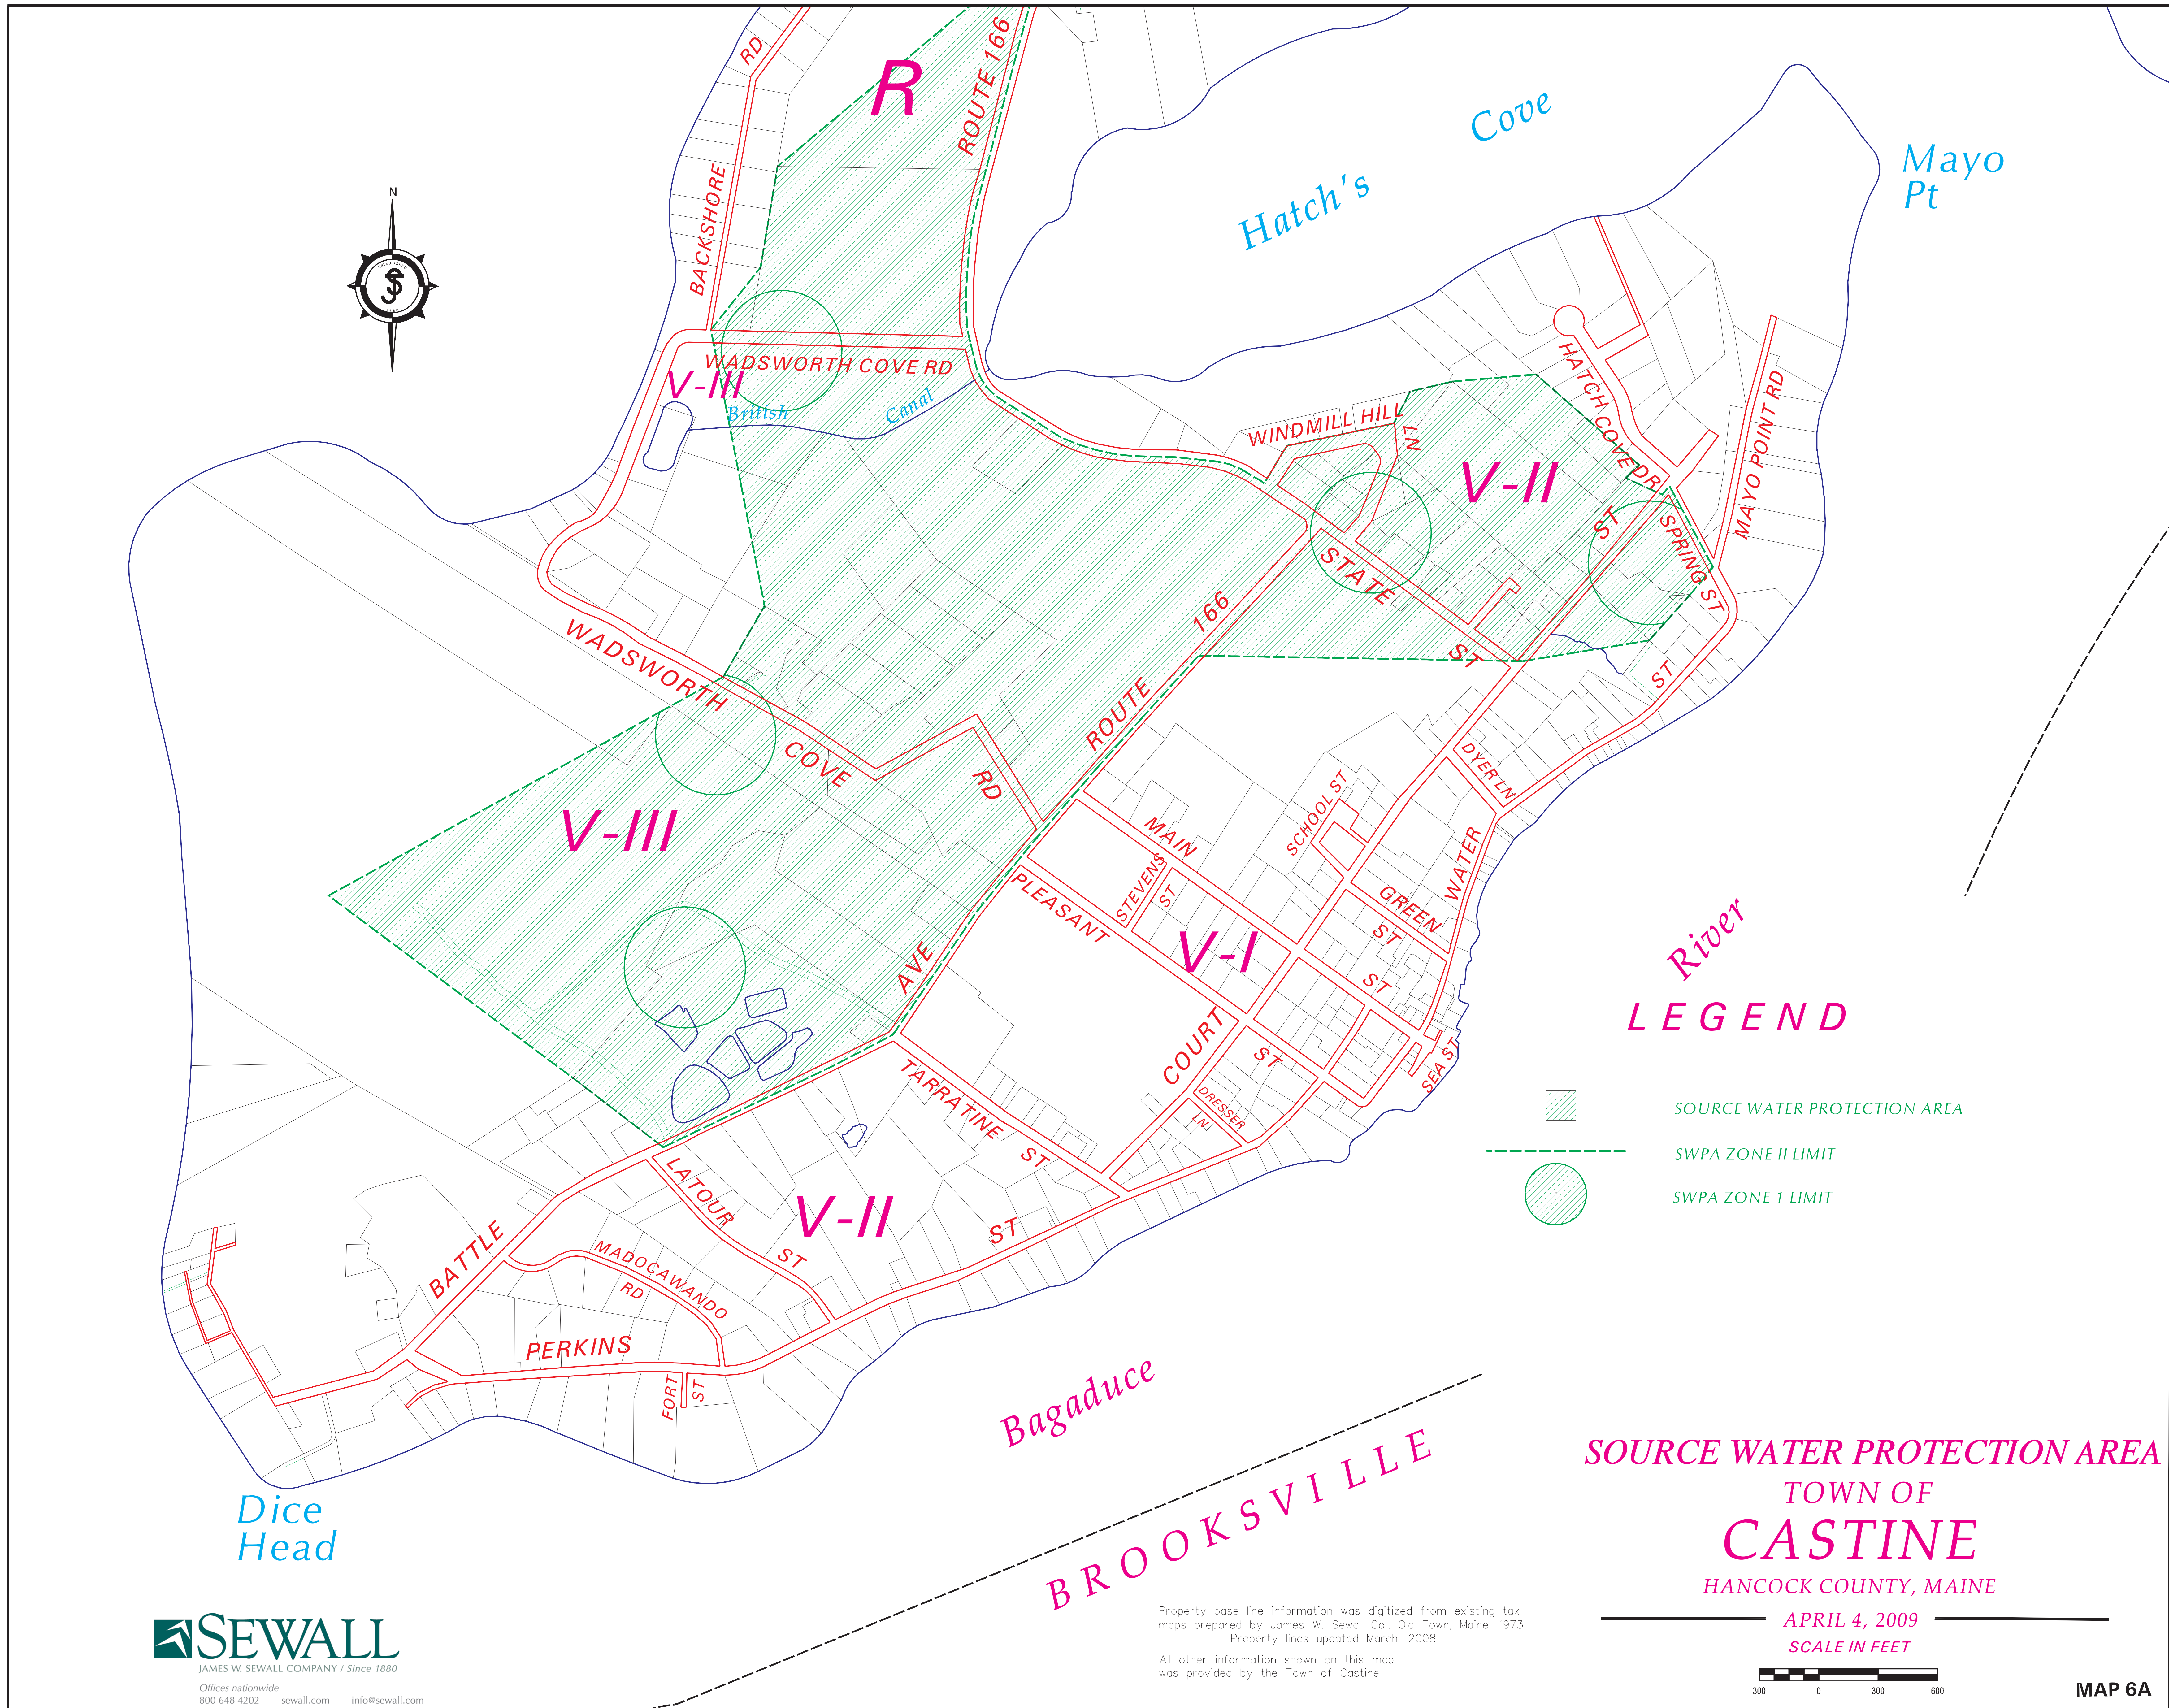 RD
R
ROUTE 166
BACKSHORE
N
Hatch's
Cove
Mayo
Pt
WADSWORTH COVE RD
V-III
British
Canal
WINDMILL HILL
LN
HATCH COVE DR
MAYO POINT RD
V-II
ST
SPRING ST
STATE
ST
ROUTE
166
ST
WADSWORTH
COVE
RD
V-III
DYER LN
SCHOOL ST
MAIN
STEVENS
ST
PLEASANT
WATER
GREEN
ST
V-I
ST
AVE
COURT
ST
SEA ST
DRESSER
LN
TARRATINE
ST
LATOUR
ST
V-II
ST
BATTLE
MADOCAWANDO
RD
PERKINS
FORT
ST
River
LEGEND
SOURCE WATER PROTECTION AREA
SWPA ZONE II LIMIT
SWPA ZONE 1 LIMIT
Bagaduce
BROOKSVILLE
Dice
Head
SEWALL
JAMES W. SEWALL COMPANY / Since 1880
Offices nationwide
800 648 4202 sewall.com info@sewall.com
Property base line information was digitized from existing tax
maps prepared by James W. Sewall Co., Old Town, Maine, 1973
Property lines updated March, 2008
All other information shown on this map
was provided by the Town of Castine
SOURCE WATER PROTECTION AREA
TOWN OF
CASTINE
HANCOCK COUNTY, MAINE
APRIL 4, 2009
SCALE IN FEET
300 0 300 600
MAP 6A